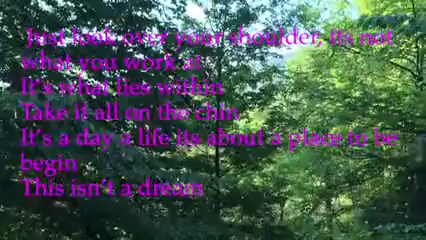 Just look over your shoulder, its not
what you work at
It's what lies within
Take it all on the chin
It's a day a life its about a place to be
begin
This isn't a dream